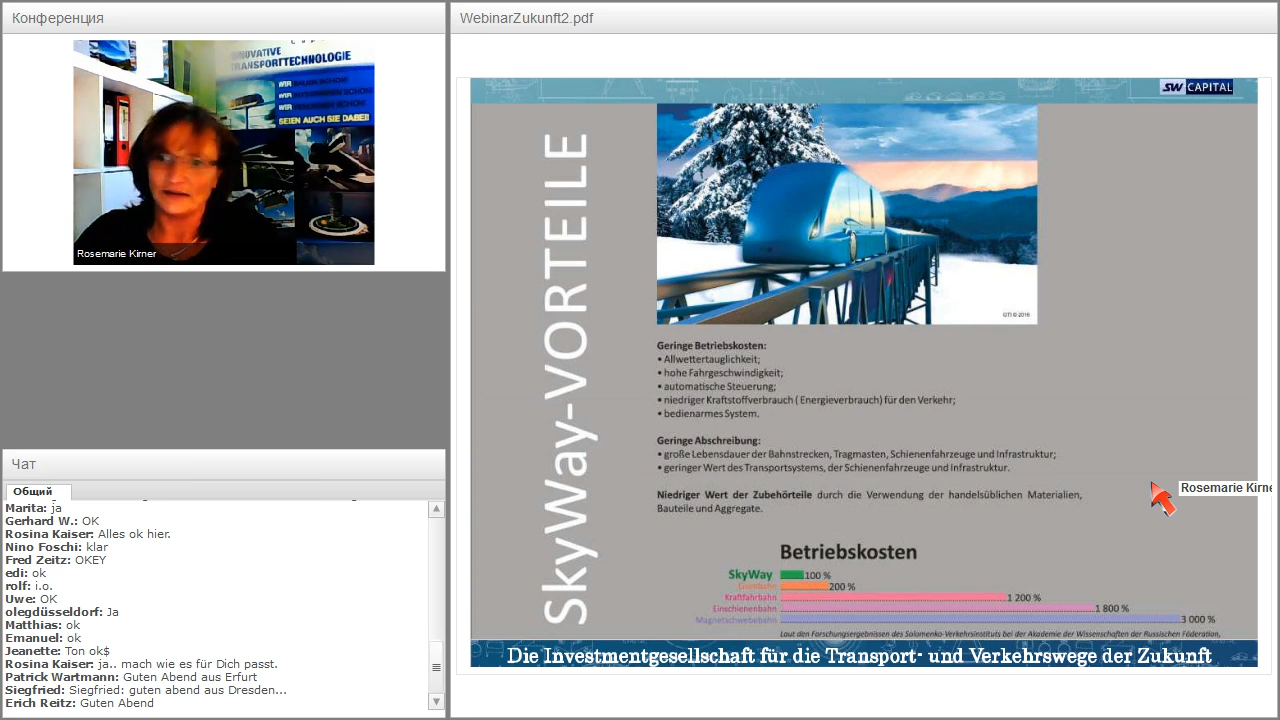 Конференция
INNOVATIVE
TRANSPORTTECHNOLOGIE
WIR
WIR
WIR
SEIEN AUCH SIE DABEI!
Rosemarie Kirner
Чат
Общий
Marita: ja
Gerhard W.: OK
Rosina Kaiser: Alles ok hier.
Nino Foschi: klar
Fred Zeitz: OKEY
edi: ok
rolf: i.o.
Uwe: OK
olegdüsseldorf: Ja
Matthias: ok
Emanuel: ok
Jeanette: Ton ok$
Rosina Kaiser: ja.. mach wie es für Dich passt.
Patrick Wartmann: Guten Abend aus Erfurt
Siegfried: Siegfried: guten abend aus Dresden...
Erich Reitz: Guten Abend
WebinarZukunft2.pdf
SW CAPITAL
SkyWay-VORTEILE
Geringe Betriebskosten:
• Allwettertauglichkeit;
• hohe Fahrgeschwindigkeit;
• automatische Steuerung;
• niedriger Kraftstoffverbrauch ( Energieverbrauch) für den Verkehr;
• bedienarmes System.
Geringe Abschreibung:
• große Lebensdauer der Bahnstrecken, Tragmasten, Schienenfahrzeuge und Infrastruktur;
• geringer Wert des Transportsystems, der Schienenfahrzeuge und Infrastruktur.
Niedriger Wert der Zubehörteile durch die Verwendung der handelsüblichen Materialien,
Bauteile und Aggregate.
Rosemarie Kirne
Betriebskosten
SkyWay 100 %
200 %
Kraftfahrbahn 1 200 %
Einschienenbahn 1 800 %
Magnetschwebebahn 3 000 %
Laut den Forschungsergebnissen des Solomenko-Verkehrsinstituts bei der Akademie der Wissenschaften der Russischen Föderation,
Die Investmentgesellschaft für die Transport- und Verkehrswege der Zukunft